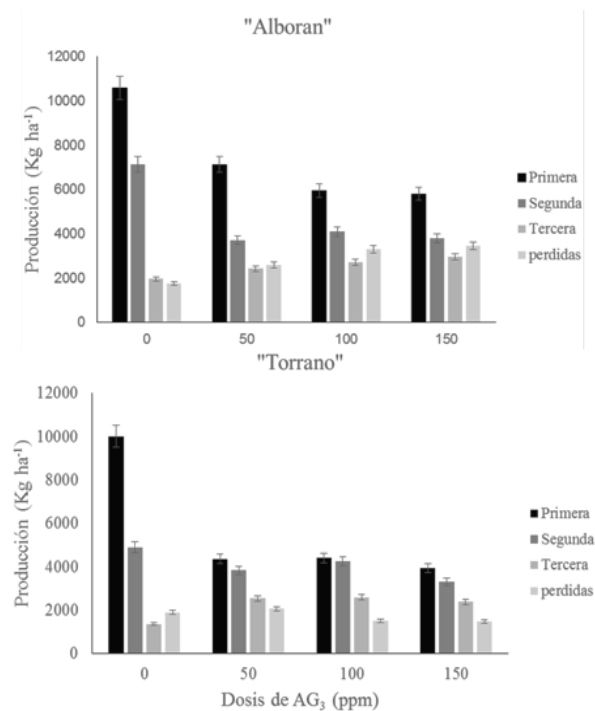 "Alboran"
Producción (Kg ha⁻¹)
12000
10000
8000
6000
4000
2000
0
0 50 100 150
Primera
Segunda
Tercera
perdidas
"Torrano"
Producción (Kg ha⁻¹)
12000
10000
8000
6000
4000
2000
0
0 50 100 150
Primera
Segunda
Tercera
perdidas
Dosis de AG₃ (ppm)